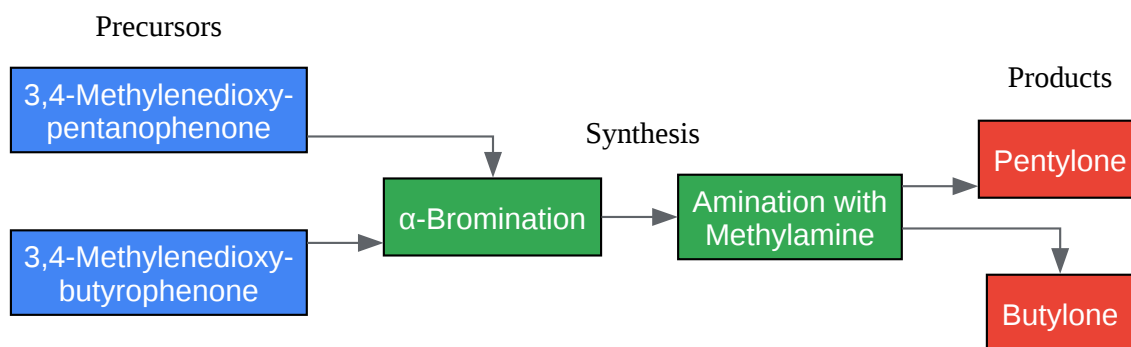 Precursors
3,4-Methylenedioxy-
pentanophenone
3,4-Methylenedioxy-
butyrophenone
Synthesis
α-Bromination
Amination with
Methylamine
Products
Pentylone
Butylone